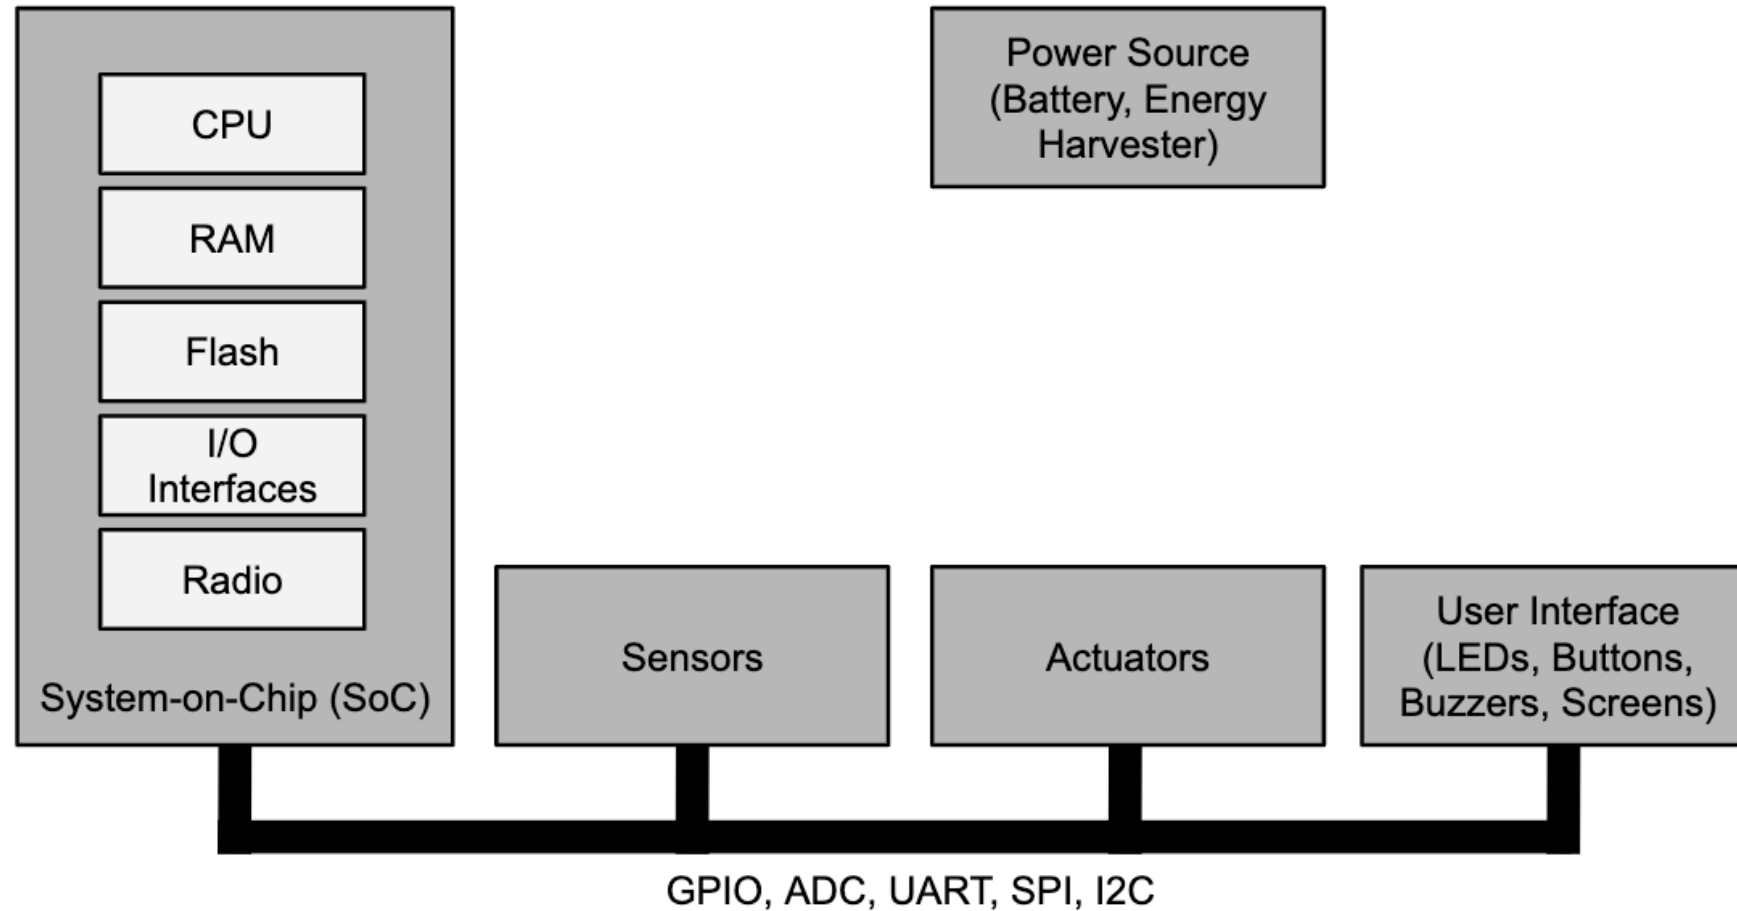 CPU
RAM
Flash
I/O
Interfaces
Radio
System-on-Chip (SoC)
Power Source
(Battery, Energy
Harvester)
Sensors
Actuators
User Interface
(LEDs, Buttons,
Buzzers, Screens)
GPIO, ADC, UART, SPI, I2C